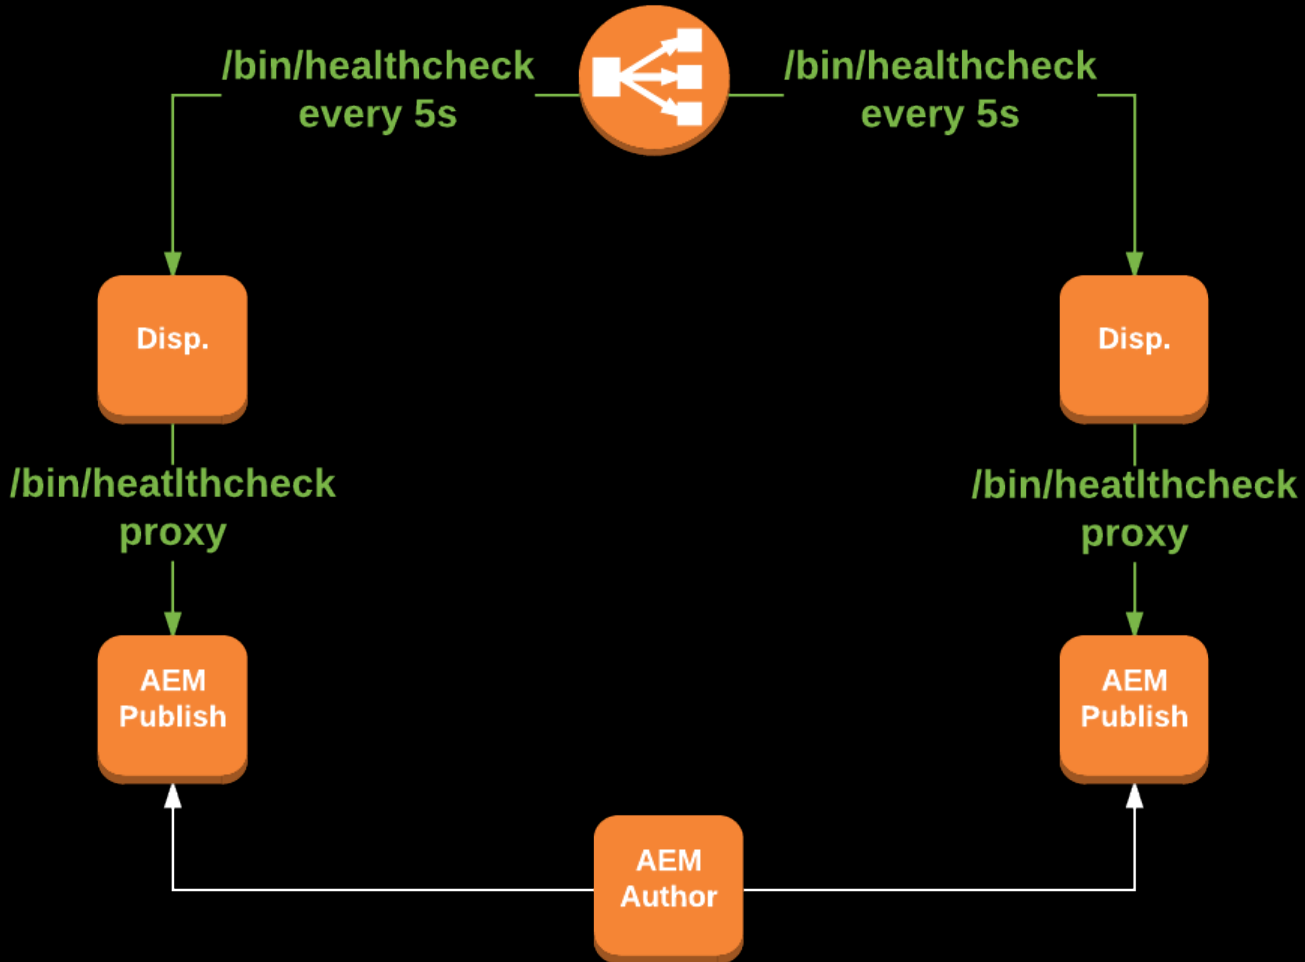 /bin/healthcheck
every 5s
/bin/healthcheck
every 5s
Disp.
Disp.
/bin/heatlthcheck
proxy
/bin/heatlthcheck
proxy
AEM
Publish
AEM
Publish
AEM
Author